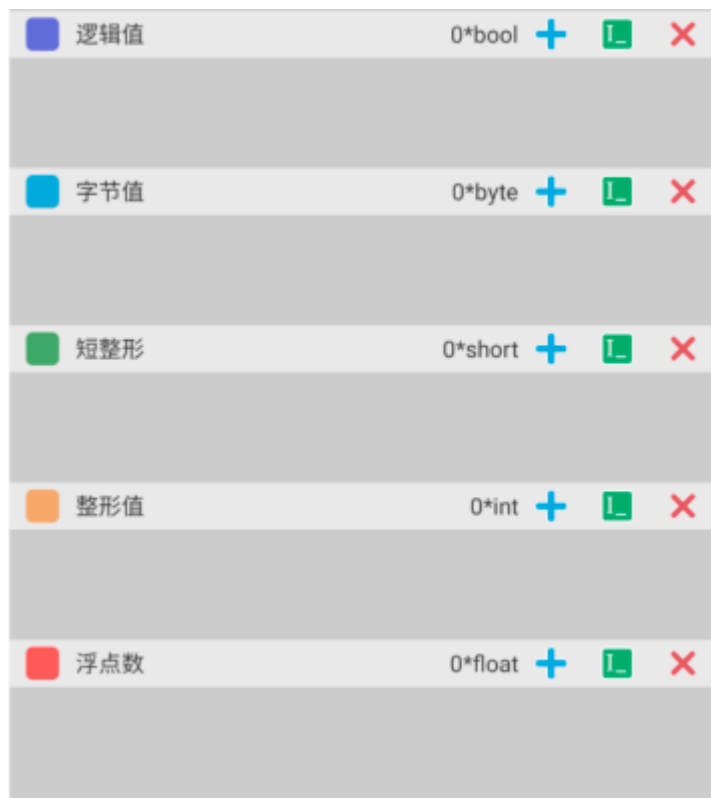 逻辑值 0*bool
字节值 0*byte
短整形 0*short
整形值 0*int
浮点数 0*float